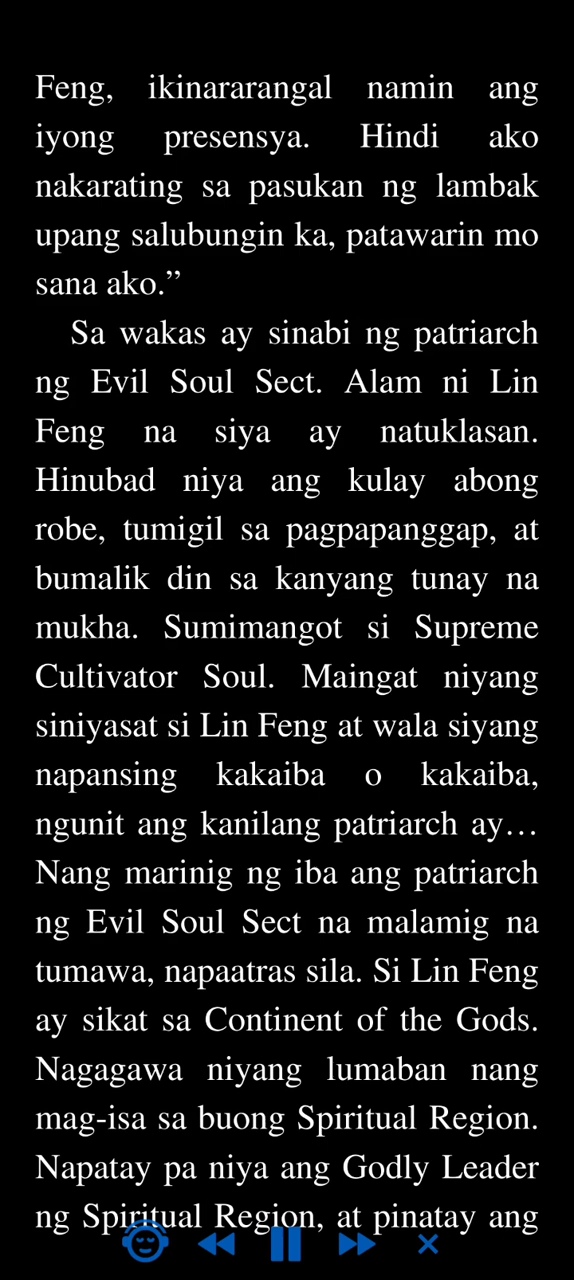 Feng, ikinararangal namin ang
iyong presensya. Hindi ako
nakarating sa pasukan ng lambak
upang salubungin ka, patawarin mo
sana ako.”
Sa wakas ay sinabi ng patriarch
ng Evil Soul Sect. Alam ni Lin
Feng na siya ay natuklasan.
Hinubad niya ang kulay abong
robe, tumigil sa pagpapanggap, at
bumalik din sa kanyang tunay na
mukha. Sumimangot si Supreme
Cultivator Soul. Maingat niyang
siniyasat si Lin Feng at wala siyang
napansing kakaiba o kakaiba,
ngunit ang kanilang patriarch ay…
Nang marinig ng iba ang patriarch
ng Evil Soul Sect na malamig na
tumawa, napaatras sila. Si Lin Feng
ay sikat sa Continent of the Gods.
Nagagawa niyang lumaban nang
mag-isa sa buong Spiritual Region.
Napatay pa niya ang Godly Leader
ng Spiritual Region, at pinatay ang